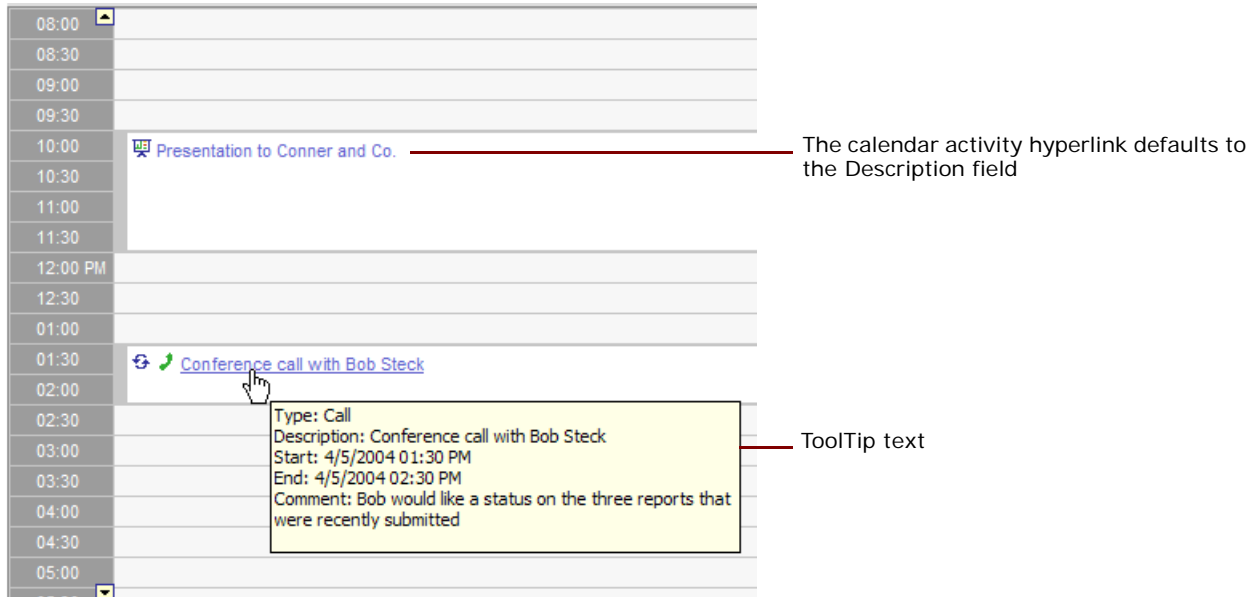 08:00
08:30
09:00
09:30
10:00 Presentation to Conner and Co.
The calendar activity hyperlink defaults to
the Description field
10:30
11:00
11:30
12:00 PM
12:30
01:00
01:30 Conference call with Bob Steck
02:00
02:30
03:00
03:30
04:00
04:30
05:00
Type: Call
Description: Conference call with Bob Steck
Start: 4/5/2004 01:30 PM
End: 4/5/2004 02:30 PM
Comment: Bob would like a status on the three reports that
were recently submitted
ToolTip text